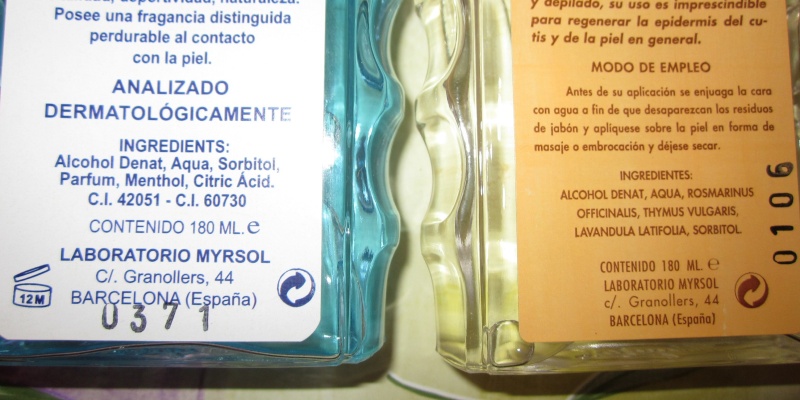 Posee una fragancia distinguida
perdurable al contacto
con la piel.
ANALIZADO
DERMATOLÓGICAMENTE
INGREDIENTS:
Alcohol Denat, Aqua, Sorbitol,
Parfum, Menthol, Citric Ácid.
C.I. 42051 - C.I. 60730
CONTENIDO 180 ML. ℮
LABORATORIO MYRSOL
C/. Granollers, 44
BARCELONA (España)
12 M
0371
y depilado, su uso es imprescindible
para regenerar la epidermis del cu-
tis y de la piel en general.
MODO DE EMPLEO
Antes de su aplicación se enjuaga la cara
con agua a fin de que desaparezcan los residuos
de jabón y apliquese sobre la piel en forma de
masaje o embrocación y déjese secar.
INGREDIENTES:
ALCOHOL DENAT, AQUA, ROSMARINUS
OFFICINALIS, THYMUS VULGARIS,
LAVANDULA LATIFOLIA, SORBITOL.
CONTENIDO 180 ML. ℮
LABORATORIO MYRSOL
c/. Granollers, 44
BARCELONA (España)
0106